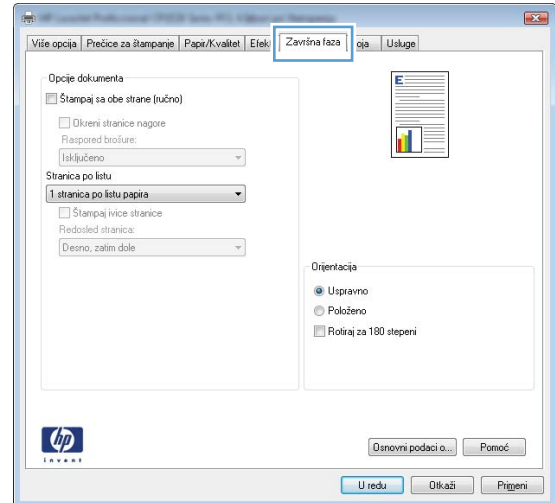 Više opcija Prečice za štampanje Papir/Kvalitet Efek Završna faza oja Usluge
Opcije dokumenta
Štampaj sa obe strane (ručno)
Okreni stranice nagore
Raspored brošure:
Isključeno
Stranica po listu
1 stranica po listu papira
Štampaj ivice stranice
Redosled stranica:
Desno, zatim dole
E
Orijentacija
Uspravno
Položeno
Rotiraj za 180 stepeni
hp
invent
Osnovni podaci o... Pomoć
U redu Otkaži Primeni